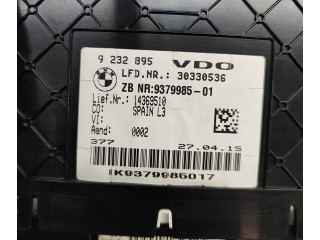 9 232 895 VDO
LFD.NR.: 30330536
ZB NR:9379985-01
Lief.Nr.: 14369510
CO: SPAIN L3
VI:
Aend: 0002
377 27.04.15
K9379985017